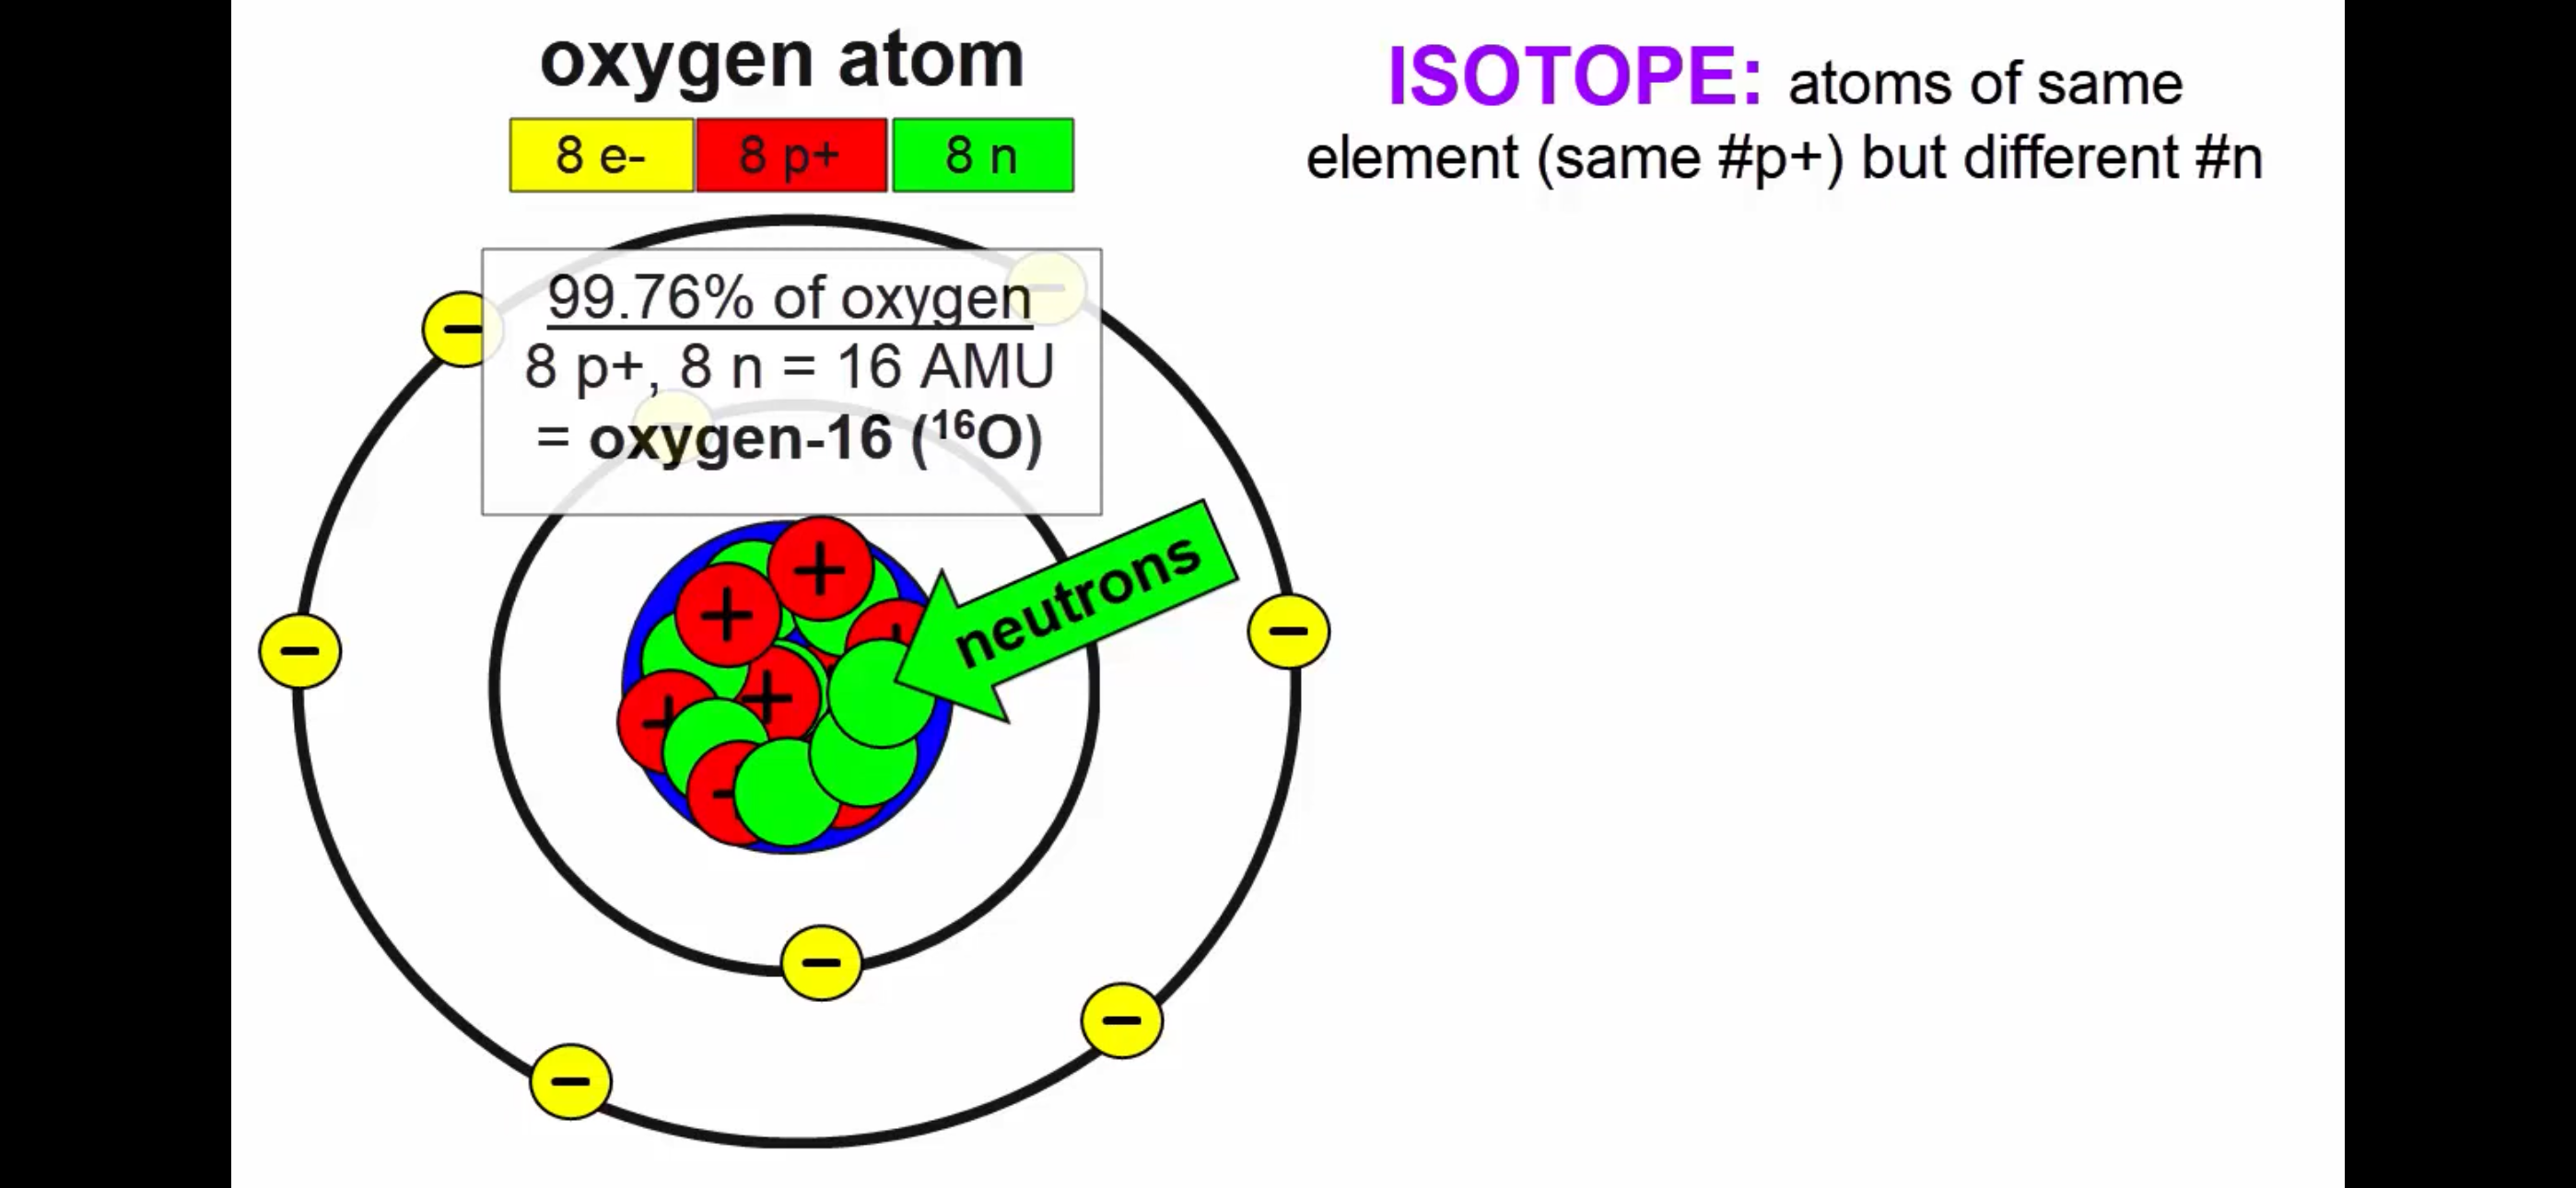 oxygen atom
8 e- 8 p+ 8 n
99.76% of oxygen
8 p+, 8 n = 16 AMU
= oxygen-16 (¹⁶O)
neutrons
ISOTOPE: atoms of same
element (same #p+) but different #n